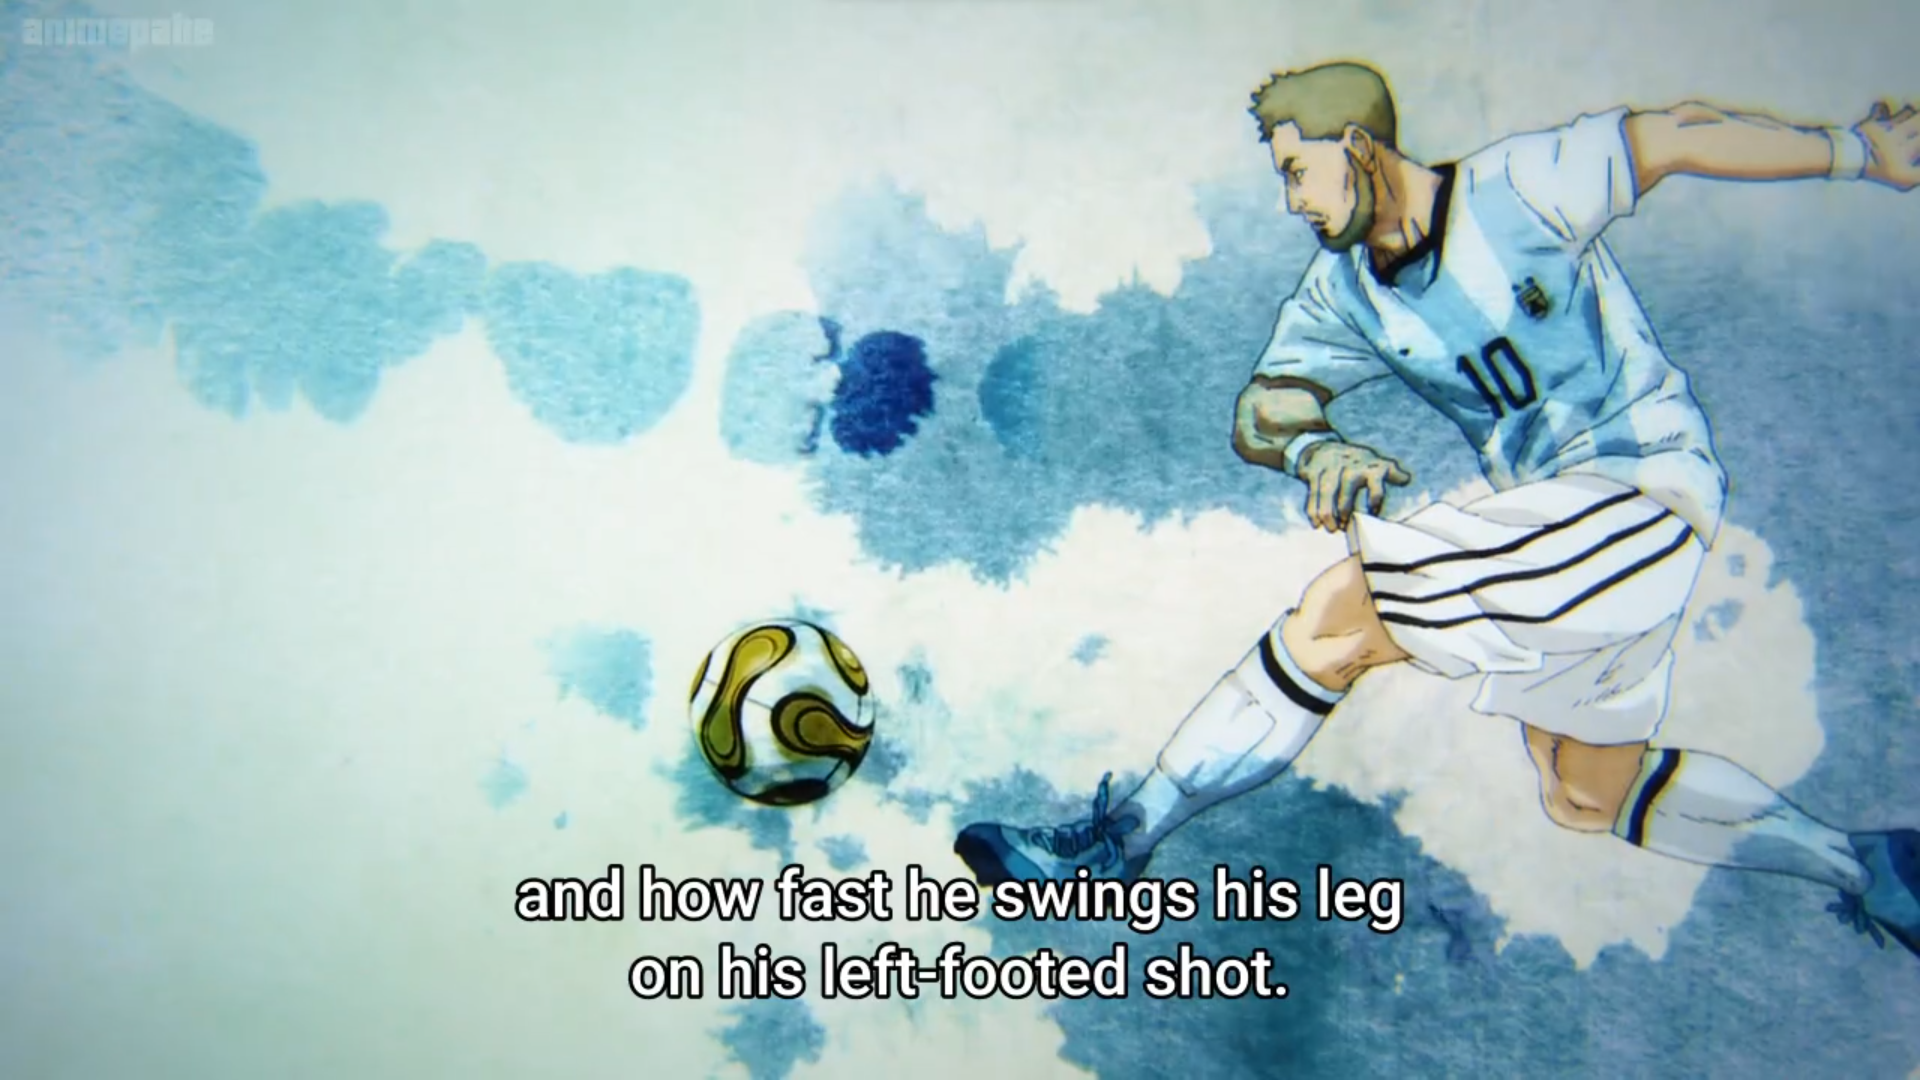 animepahe
10
and how fast he swings his leg
on his left-footed shot.